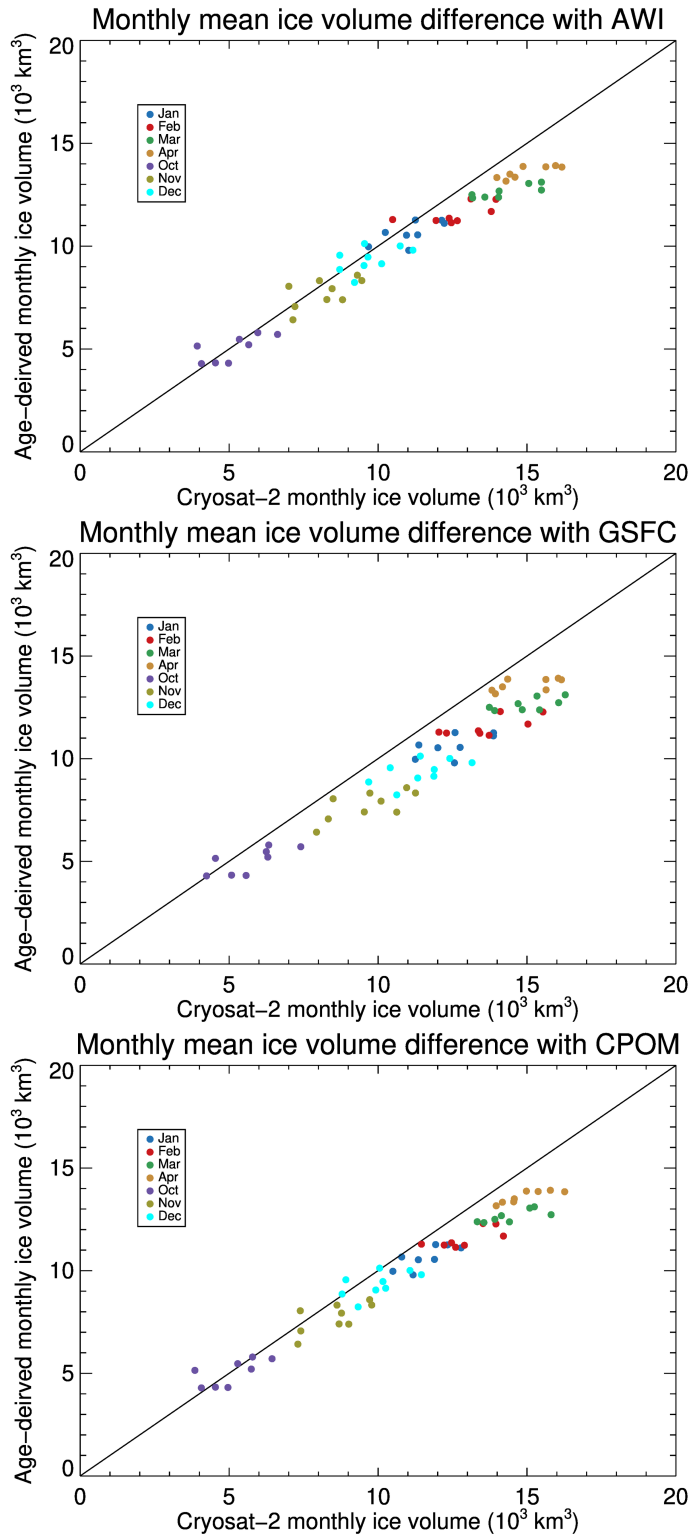 Monthly mean ice volume difference with AWI
Age-deirved monthly ice volume (10³ km³)
20
15
10
5
0
Jan
Feb
Mar
Apr
Oct
Nov
Dec
0 5 10 15 20
Cryosat-2 monthly ice volume (10³ km³)
Monthly mean ice volume difference with GSFC
Age-deirved monthly ice volume (10³ km³)
20
15
10
5
0
Jan
Feb
Mar
Apr
Oct
Nov
Dec
0 5 10 15 20
Cryosat-2 monthly ice volume (10³ km³)
Monthly mean ice volume difference with CPOM
Age-deirved monthly ice volume (10³ km³)
20
15
10
5
0
Jan
Feb
Mar
Apr
Oct
Nov
Dec
0 5 10 15 20
Cryosat-2 monthly ice volume (10³ km³)